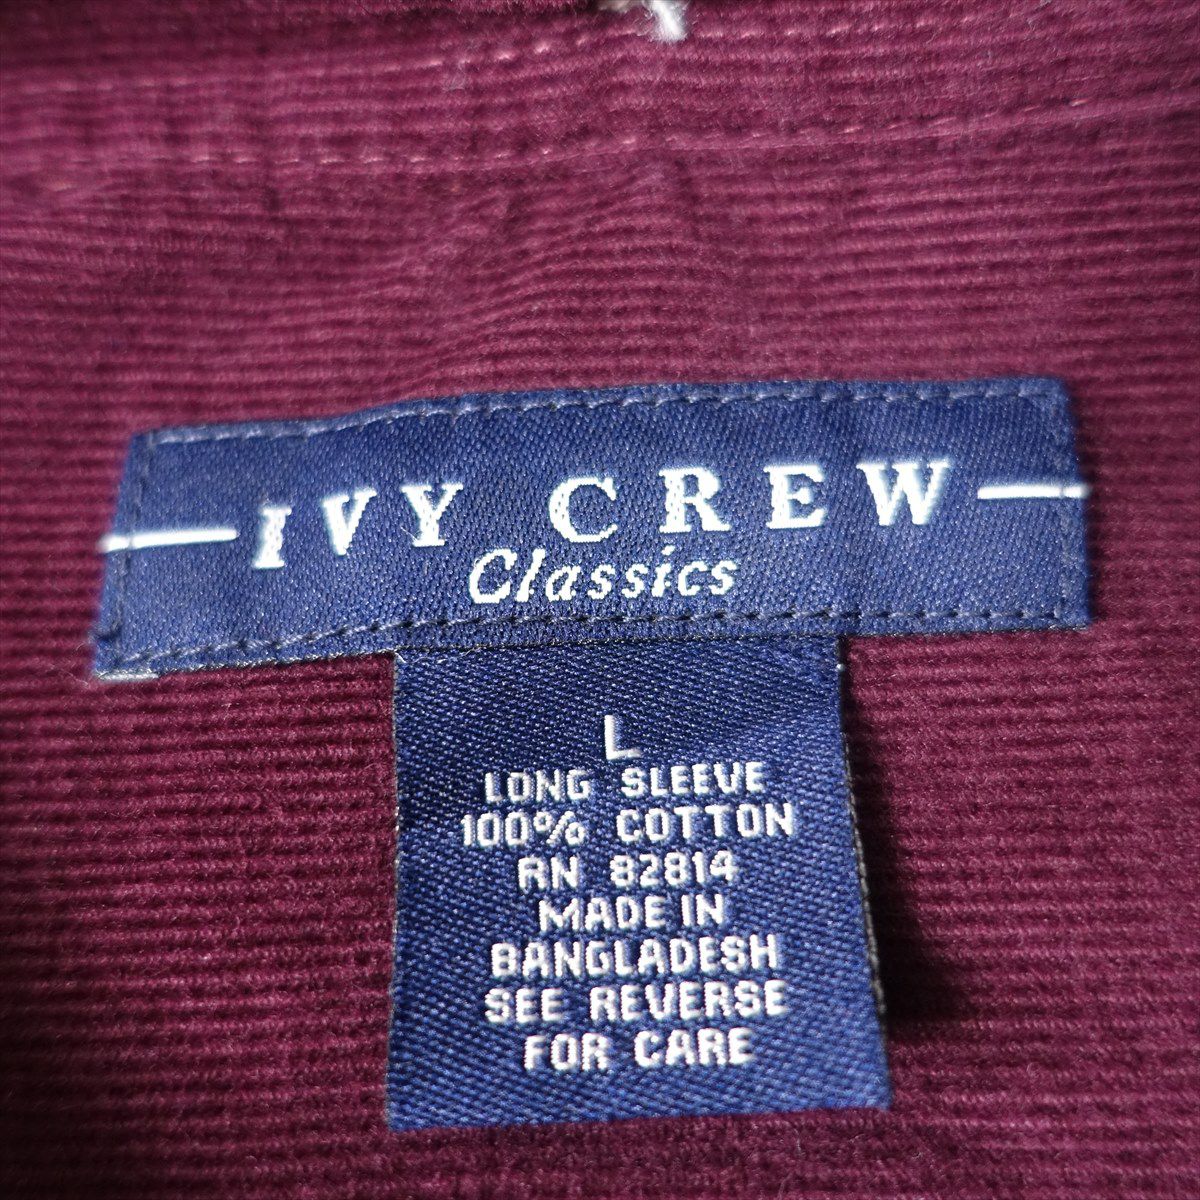 IVY CREW
Classics
L
LONG SLEEVE
100% COTTON
RN 82814
MADE IN
BANGLADESH
SEE REVERSE
FOR CARE